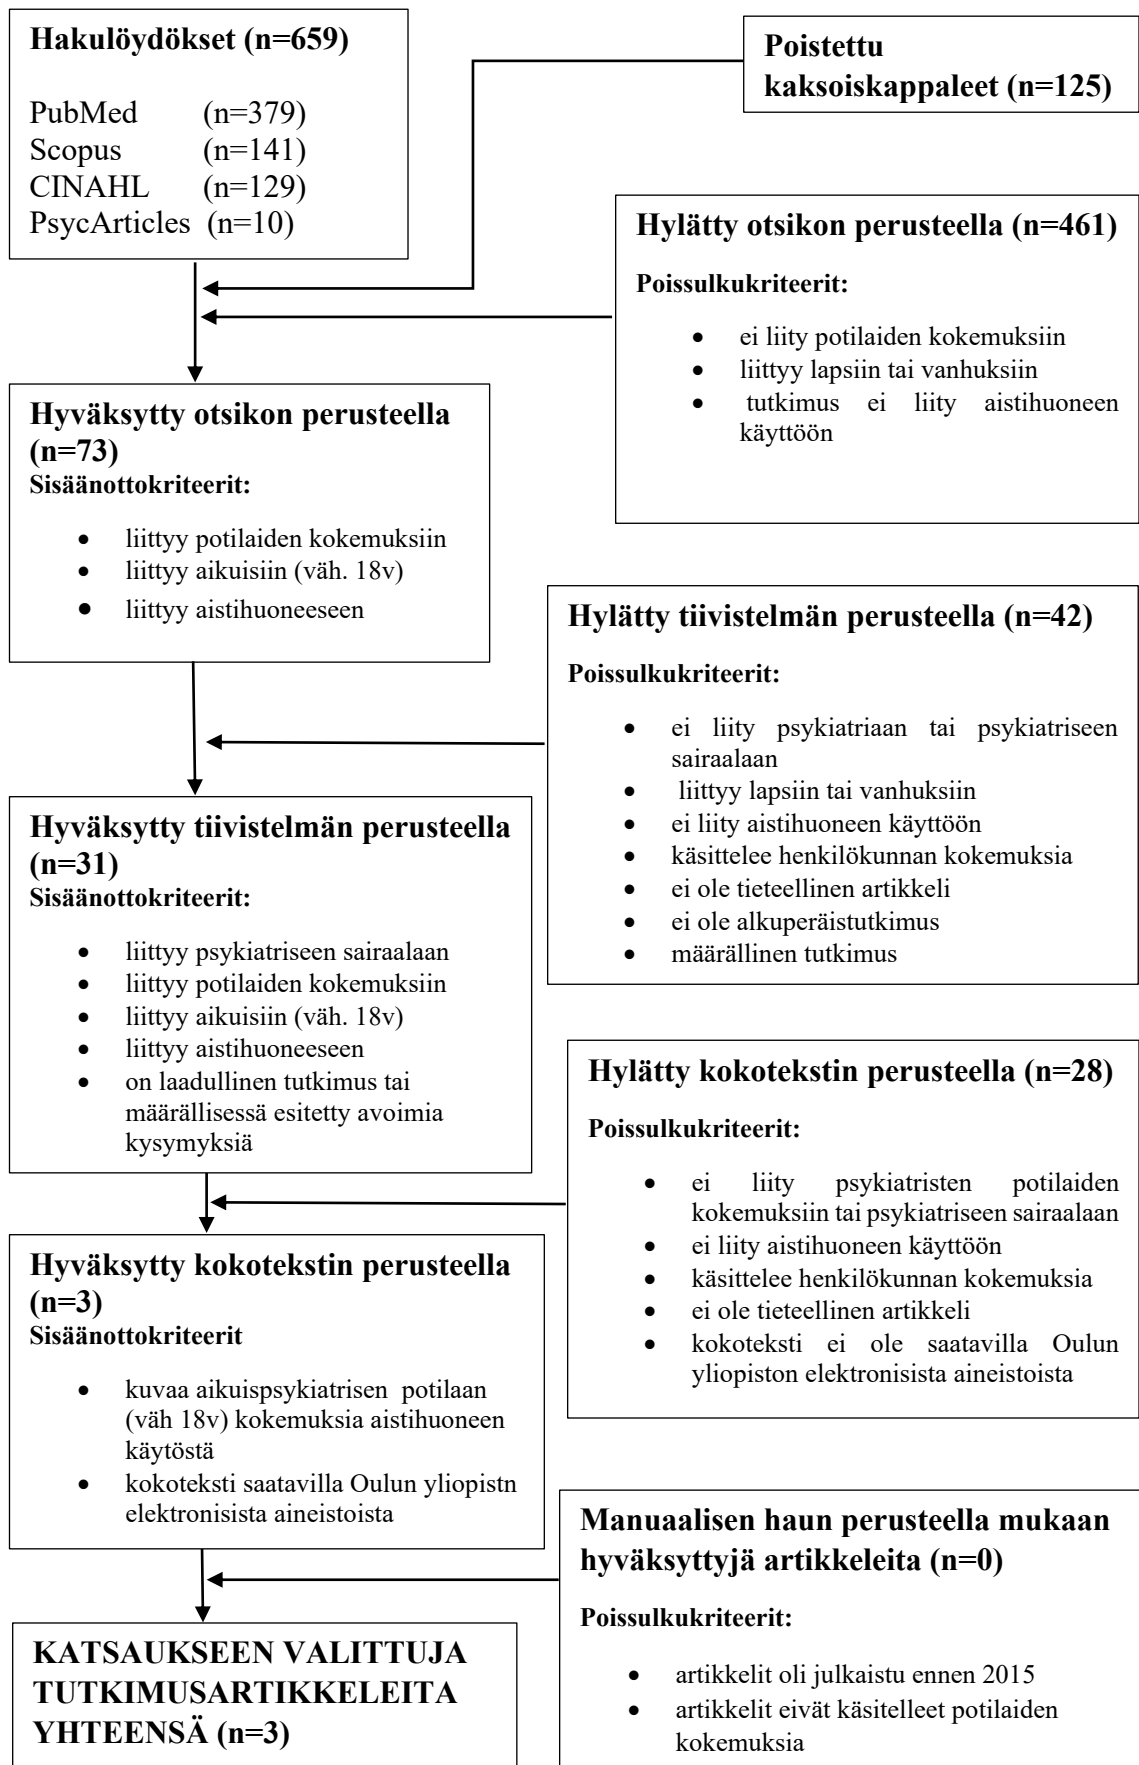 Hakulöydökset (n=659)
PubMed (n=379)
Scopus (n=141)
CINAHL (n=129)
PsycArticles (n=10)
Poistettu
kaksoiskappaleet (n=125)
Hylätty otsikon perusteella (n=461)
Poissulkukriteerit:
• ei liity potilaiden kokemuksiin
• liittyy lapsiin tai vanhuksiin
• tutkimus ei liity aistihuoneen
käyttöön
Hyväksytty otsikon perusteella
(n=73)
Sisäänottokriteerit:
• liittyy potilaiden kokemuksiin
• liittyy aikuisiin (väh. 18v)
• liittyy aistihuoneeseen
Hylätty tiivistelmän perusteella (n=42)
Poissulkukriteerit:
• ei liity psykiatriaan tai psykiatriseen
sairaalaan
• liittyy lapsiin tai vanhuksiin
• ei liity aistihuoneen käyttöön
• käsittelee henkilökunnan kokemuksia
• ei ole tieteellinen artikkeli
• ei ole alkuperäistutkimus
• määrällinen tutkimus
Hyväksytty tiivistelmän perusteella
(n=31)
Sisäänottokriteerit:
• liittyy psykiatriseen sairaalaan
• liittyy potilaiden kokemuksiin
• liittyy aikuisiin (väh. 18v)
• liittyy aistihuoneeseen
• on laadullinen tutkimus tai
määrällisessä esitetty avoimia
kysymyksiä
Hylätty kokotekstin perusteella (n=28)
Poissulkukriteerit:
• ei liity psykiatristen potilaiden
kokemuksiin tai psykiatriseen sairaalaan
• ei liity aistihuoneen käyttöön
• käsittelee henkilökunnan kokemuksia
• ei ole tieteellinen artikkeli
• kokoteksti ei ole saatavilla Oulun
yliopiston elektronisista aineistoista
Hyväksytty kokotekstin perusteella
(n=3)
Sisäänottokriteerit
• kuvaa aikuispsykiatrisen potilaan
(väh 18v) kokemuksia aistihuoneen
käytöstä
• kokoteksti saatavilla Oulun yliopistn
elektronisista aineistoista
Manuaalisen haun perusteella mukaan
hyväksyttyjä artikkeleita (n=0)
Poissulkukriteerit:
• artikkelit oli julkaistu ennen 2015
• artikkelit eivät käsitelleet potilaiden
kokemuksia
KATSAUKSEEN VALITTUJA
TUTKIMUSARTIKKELEITA
YHTEENSÄ (n=3)